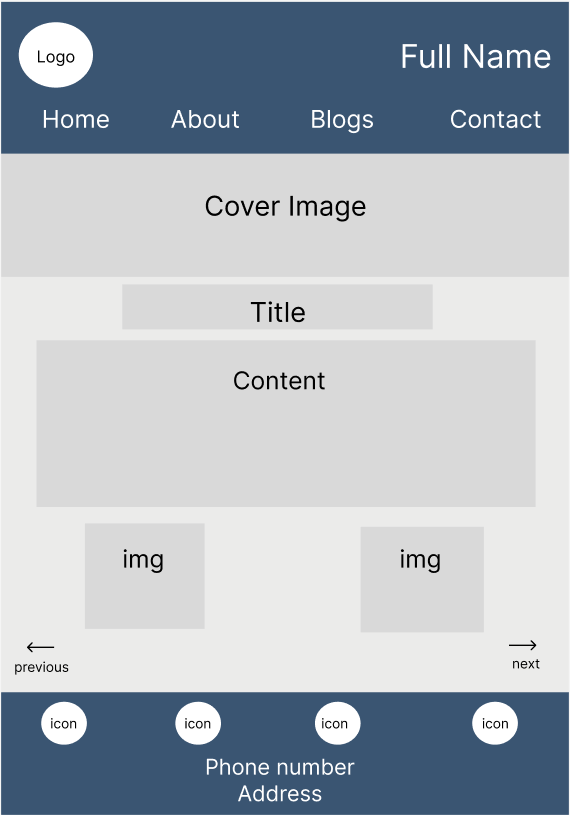 Logo
Full Name
Home About Blogs Contact
Cover Image
Title
Content
img img
previous next
icon icon icon icon
Phone number
Address